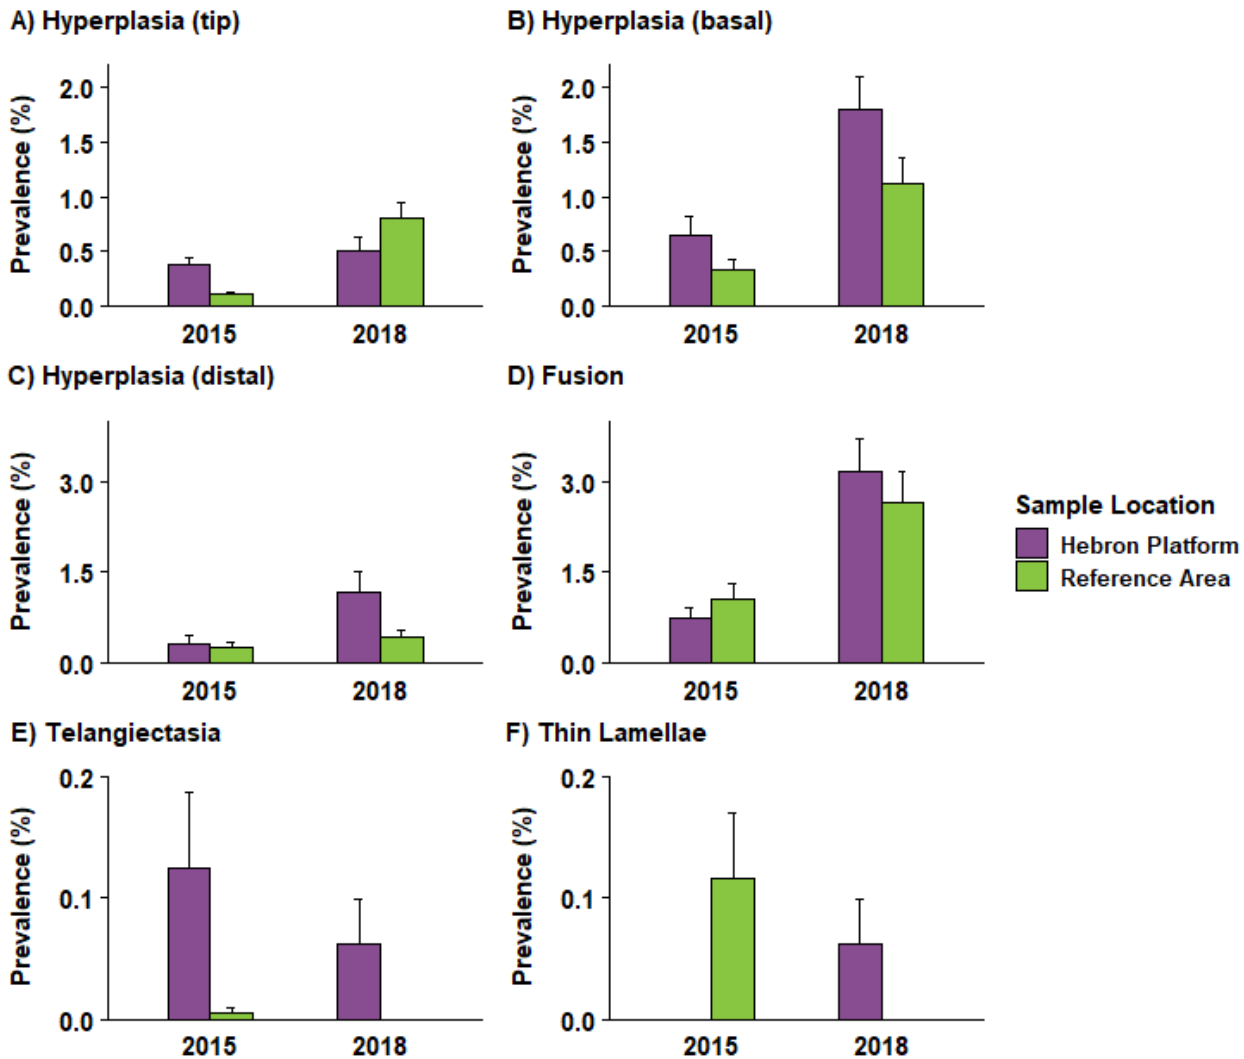 A) Hyperplasia (tip)
B) Hyperplasia (basal)
Prevalence (%)
2.0
1.5
1.0
0.5
0.0
2015
2018
Prevalence (%)
2.0
1.5
1.0
0.5
0.0
2015
2018
C) Hyperplasia (distal)
D) Fusion
Prevalence (%)
3.0
1.5
0.0
2015
2018
Prevalence (%)
3.0
1.5
0.0
2015
2018
Sample Location
Hebron Platform
Reference Area
E) Telangiectasia
F) Thin Lamellae
Prevalence (%)
0.2
0.1
0.0
2015
2018
Prevalence (%)
0.2
0.1
0.0
2015
2018